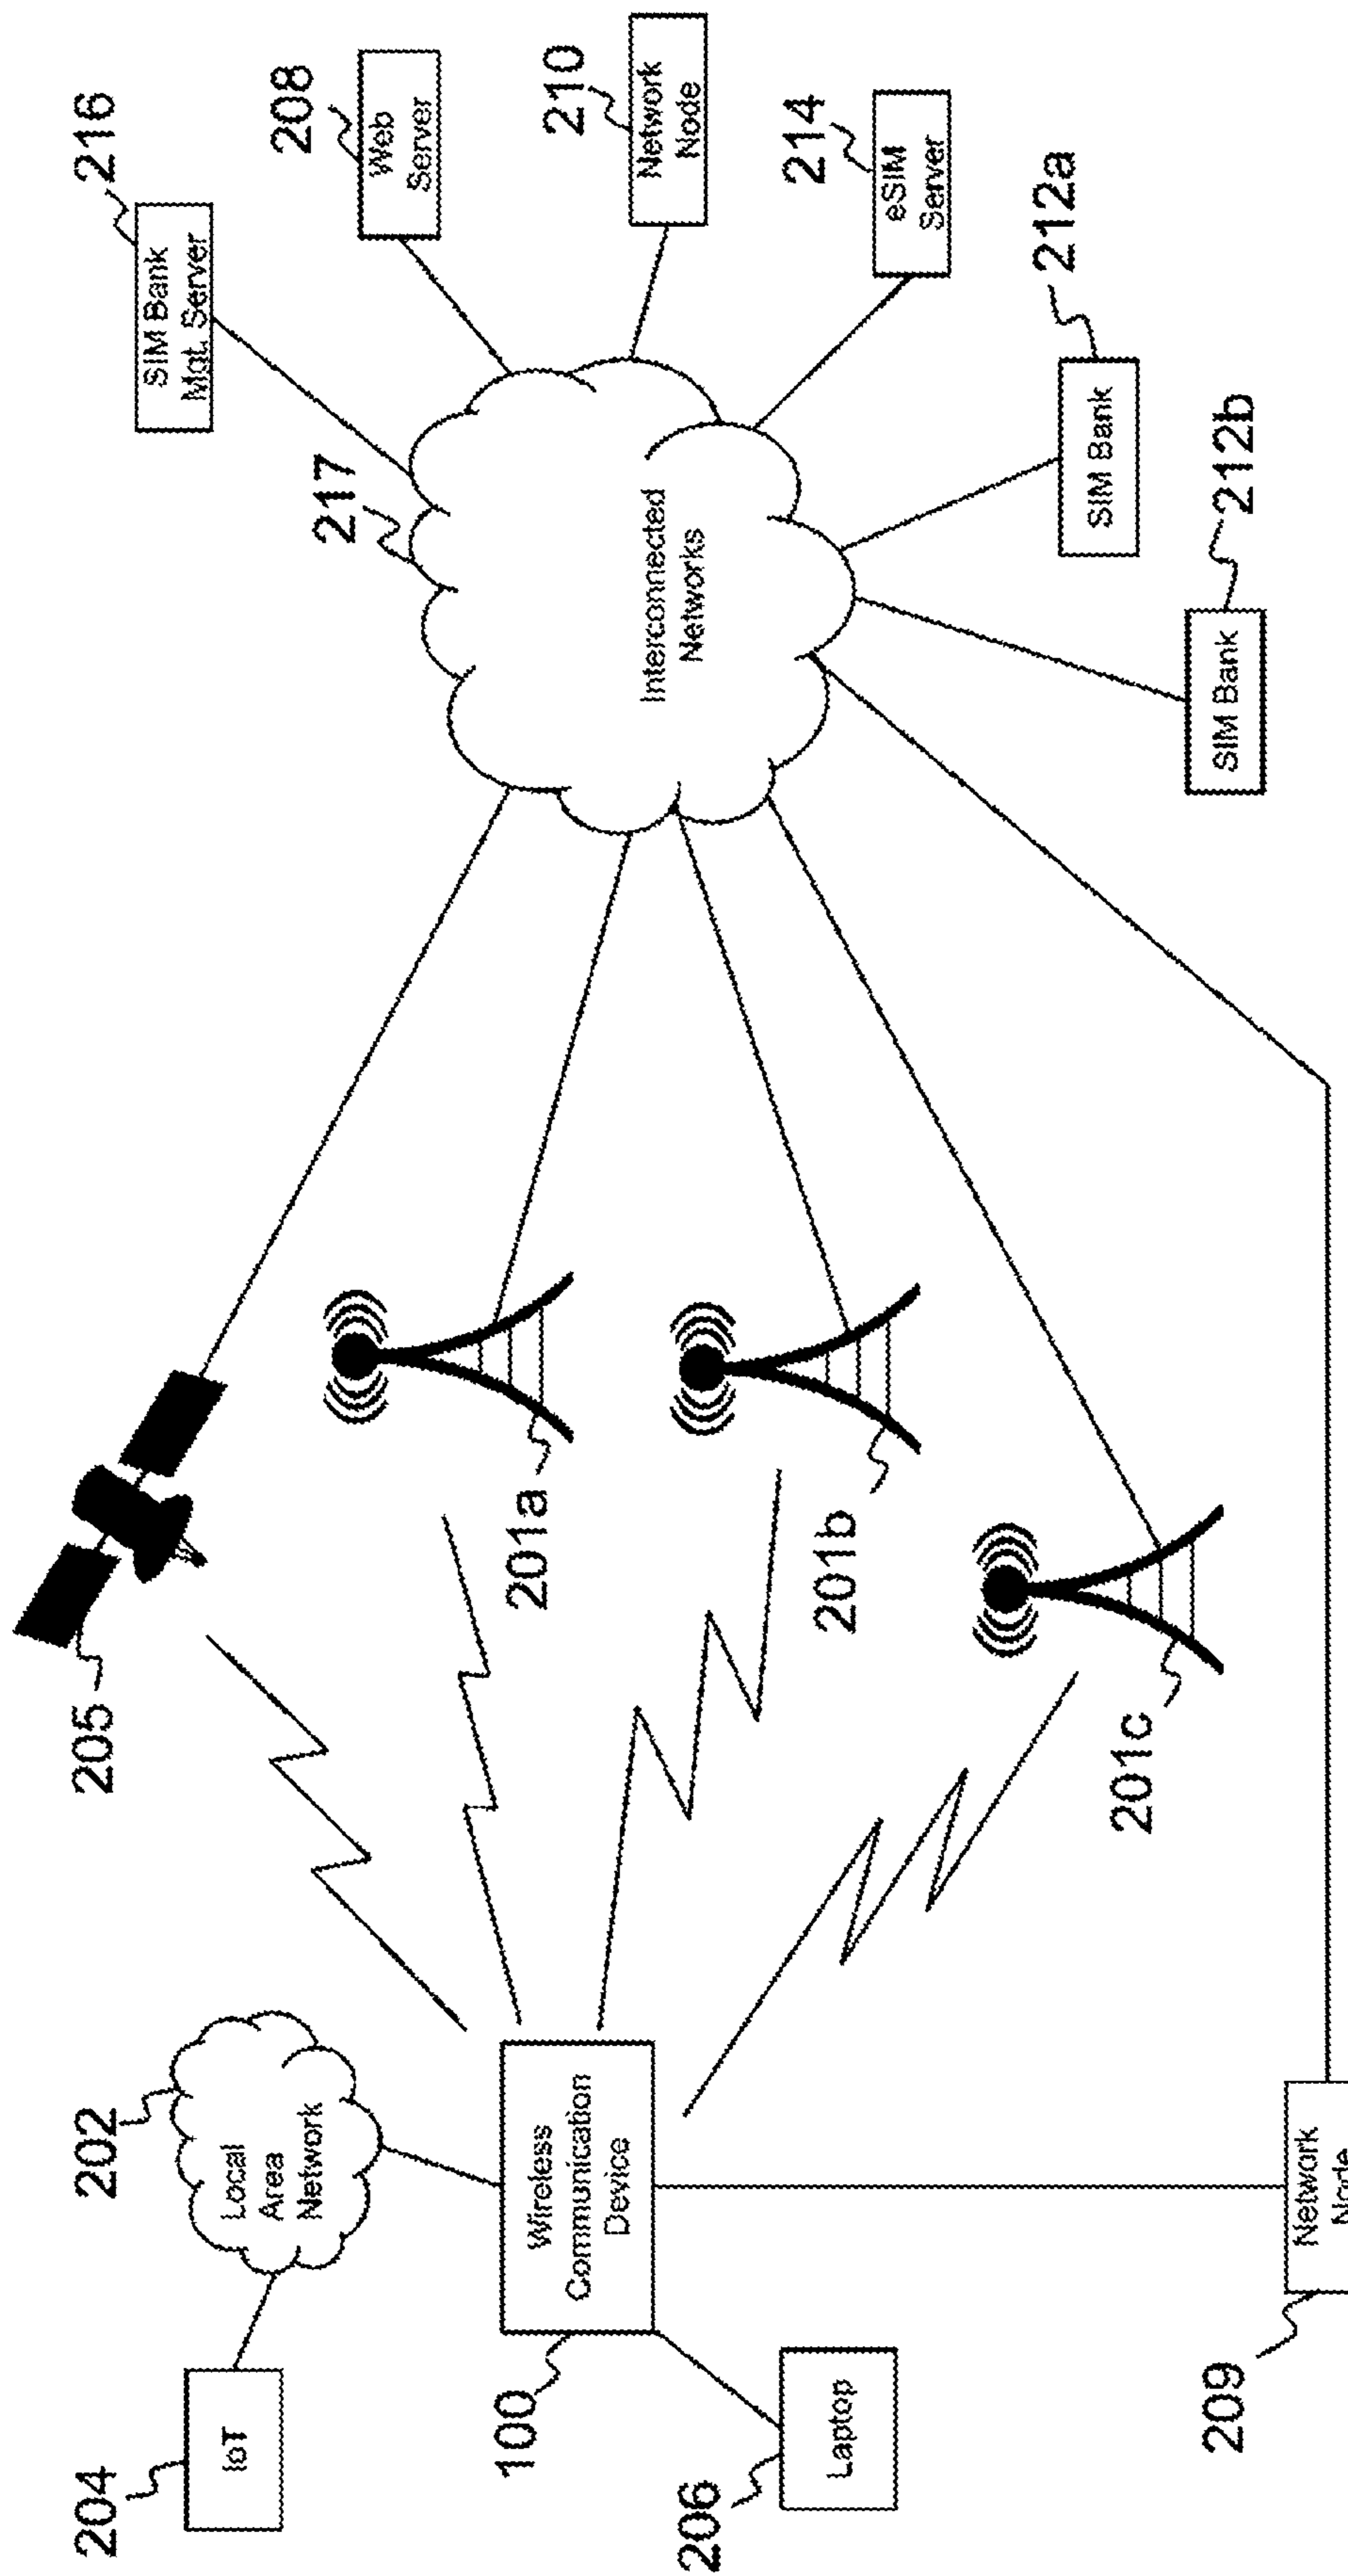 204
IoT
202
Local
Area
Network
205
216
SIM Bank
Mgt. Server
217
208
Web
Server
100
Wireless
Communication
Device
201a
Interconnected
Networks
210
Network
Node
206
Laptop
201b
214
eSIM
Server
201c
212a
SIM Bank
209
Network
Node
212b
SIM Bank